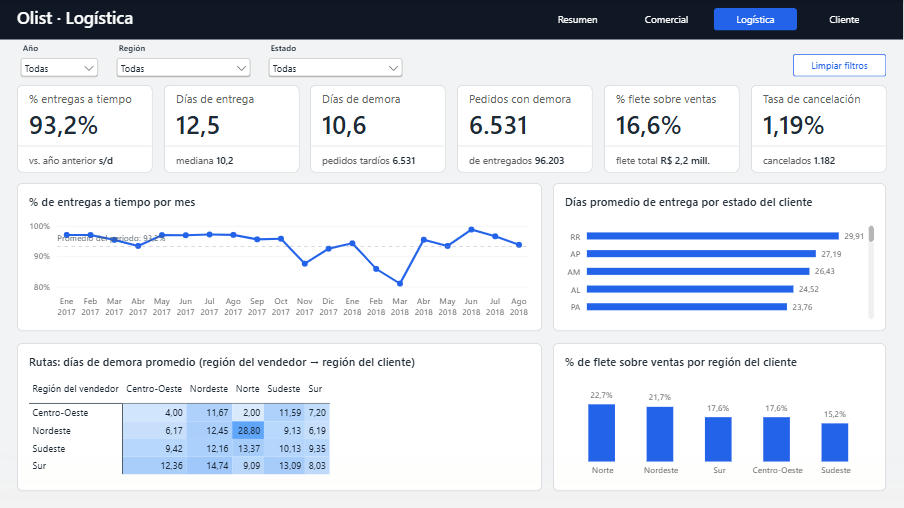 Olist · Logística
Resumen Comercial Logística Cliente
Año Región Estado
Todas Todas Todas
Limpiar filtros
% entregas a tiempo
93,2%
vs. año anterior s/d
Días de entrega
12,5
mediana 10,2
Días de demora
10,6
pedidos tardíos 6.531
Pedidos con demora
6.531
de entregados 96.203
% flete sobre ventas
16,6%
flete total R$ 2,2 mill.
Tasa de cancelación
1,19%
cancelados 1.182
% de entregas a tiempo por mes
100%
Promedio del período: 93,2%
90%
80%
Ene Feb Mar Abr May Jun Jul Ago Sep Oct Nov Dic Ene Feb Mar Abr May Jun Jul Ago
2017 2017 2017 2017 2017 2017 2017 2017 2017 2017 2017 2017 2018 2018 2018 2018 2018 2018 2018 2018
Días promedio de entrega por estado del cliente
RR 29,91
AP 27,19
AM 26,43
AL 24,52
PA 23,76
Rutas: días de demora promedio (región del vendedor → región del cliente)
Región del vendedor Centro-Oeste Nordeste Norte Sudeste Sur
Centro-Oeste 4,00 11,67 2,00 11,59 7,20
Nordeste 6,17 12,45 28,80 9,13 6,19
Sudeste 9,42 12,16 13,37 10,13 9,35
Sur 12,36 14,74 9,09 13,09 8,03
% de flete sobre ventas por región del cliente
22,7% 21,7% 17,6% 17,6% 15,2%
Norte Nordeste Sur Centro-Oeste Sudeste